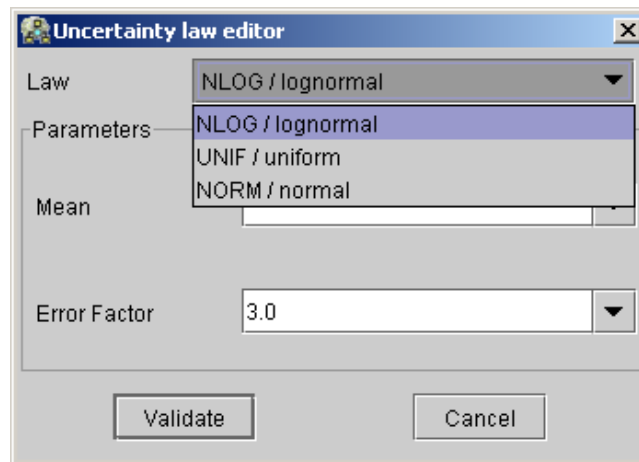 Uncertainty law editor
Law
NLOG / lognormal
NLOG / lognormal
UNIF / uniform
NORM / normal
Parameters
Mean
Error Factor
3.0
Validate
Cancel